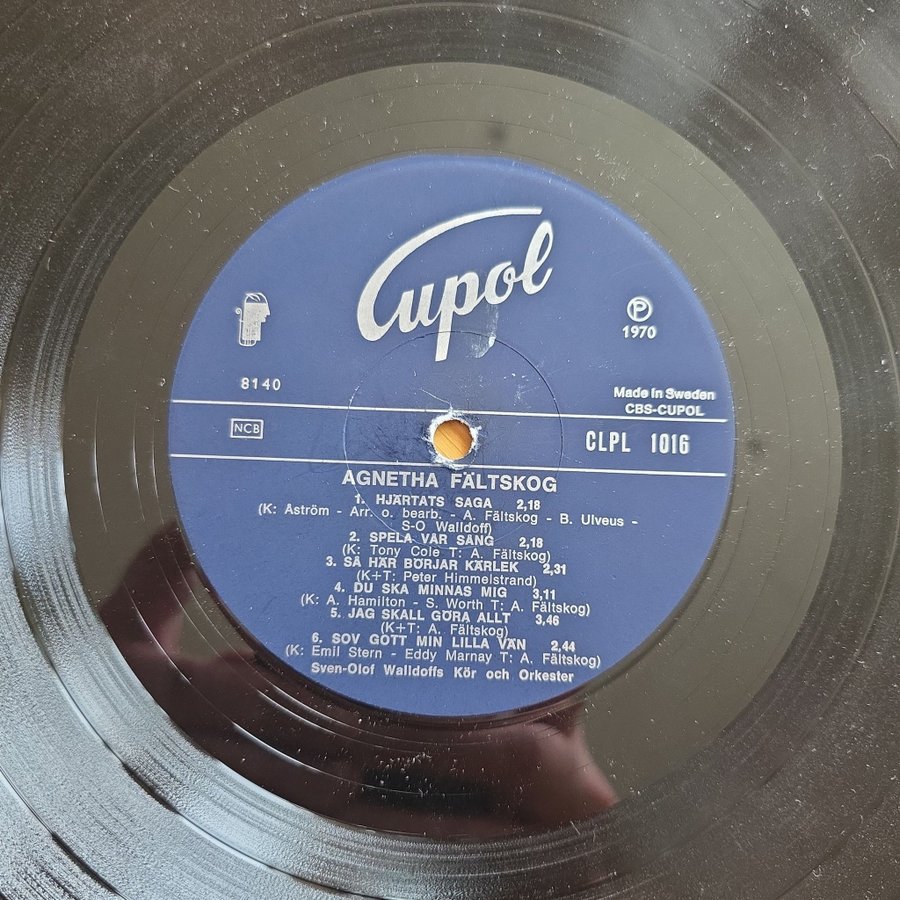 Cupol
℗
1970
8140
Made in Sweden
CBS-CUPOL
NCB
CLPL 1016
AGNETHA FÄLTSKOG
1. HJÄRTATS SAGA 2,18
(K: Aström - Arr. o. bearb. - A. Fältskog - B. Ulveus -
S-O Walldoff)
2. SPELA VÅR SÅNG 2,18
(K: Tony Cole T: A. Fältskog)
3. SÅ HÄR BÖRJAR KÄRLEK 2,31
(K+T: Peter Himmelstrand)
4. DU SKA MINNAS MIG 3,11
(K: A. Hamilton - S. Worth T: A. Fältskog)
5. JAG SKALL GÖRA ALLT 3,46
(K+T: A. Fältskog)
6. SOV GOTT MIN LILLA VÄN 2,44
(K: Emil Stern - Eddy Marnay T: A. Fältskog)
Sven-Olof Walldoffs Kör och Orkester